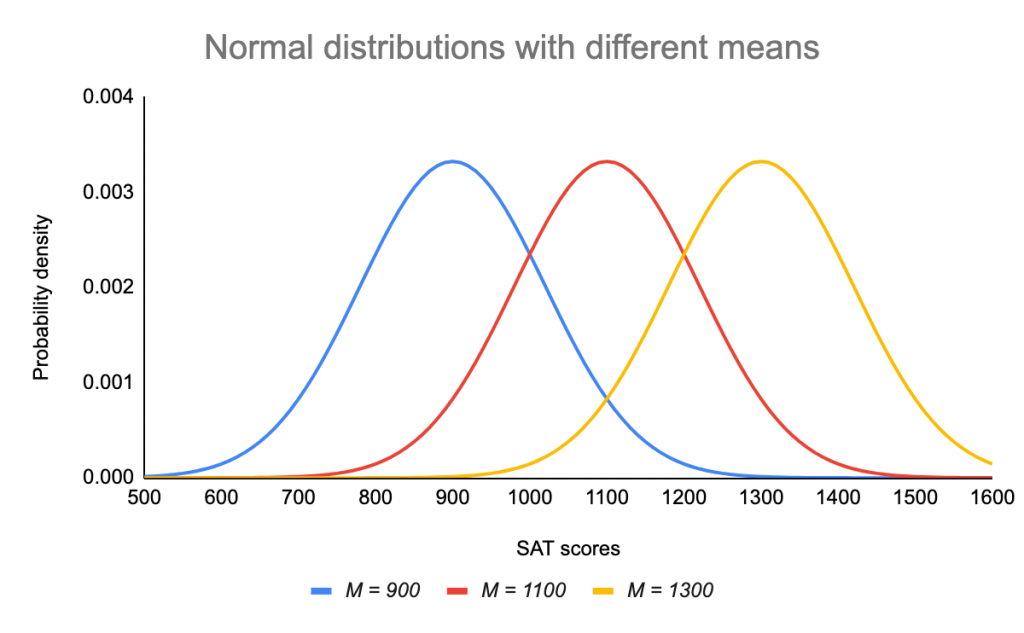 Normal distributions with different means
Probability density
0.004
0.003
0.002
0.001
0.000
500 600 700 800 900 1000 1100 1200 1300 1400 1500 1600
SAT scores
M = 900 M = 1100 M = 1300